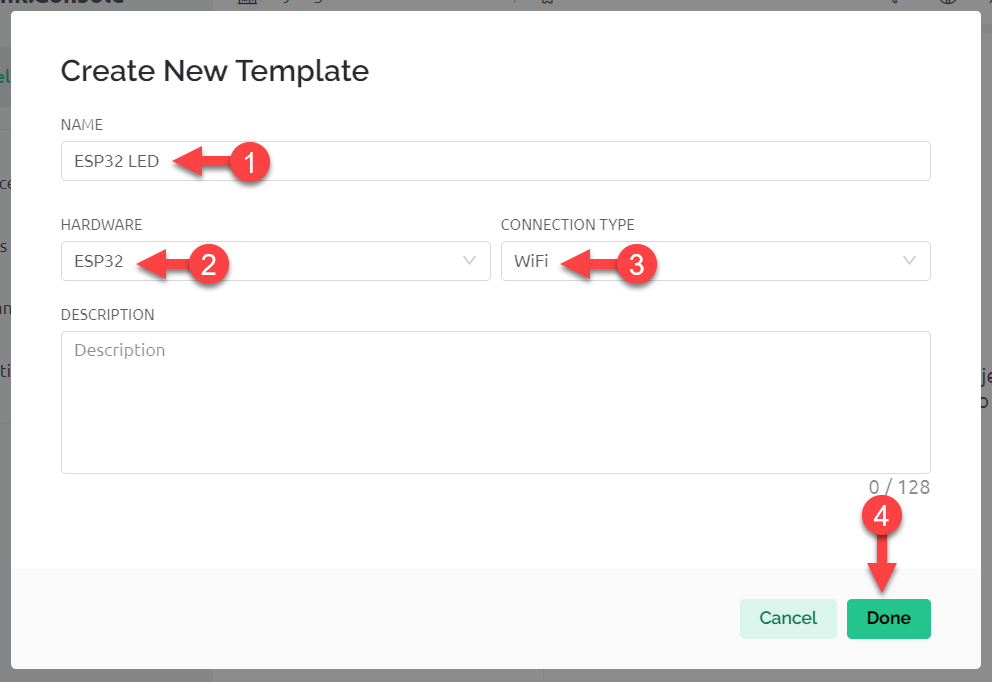 Create New Template
NAME
ESP32 LED
1
HARDWARE
CONNECTION TYPE
ESP32
2
WiFi
3
DESCRIPTION
Description
0 / 128
4
Cancel
Done